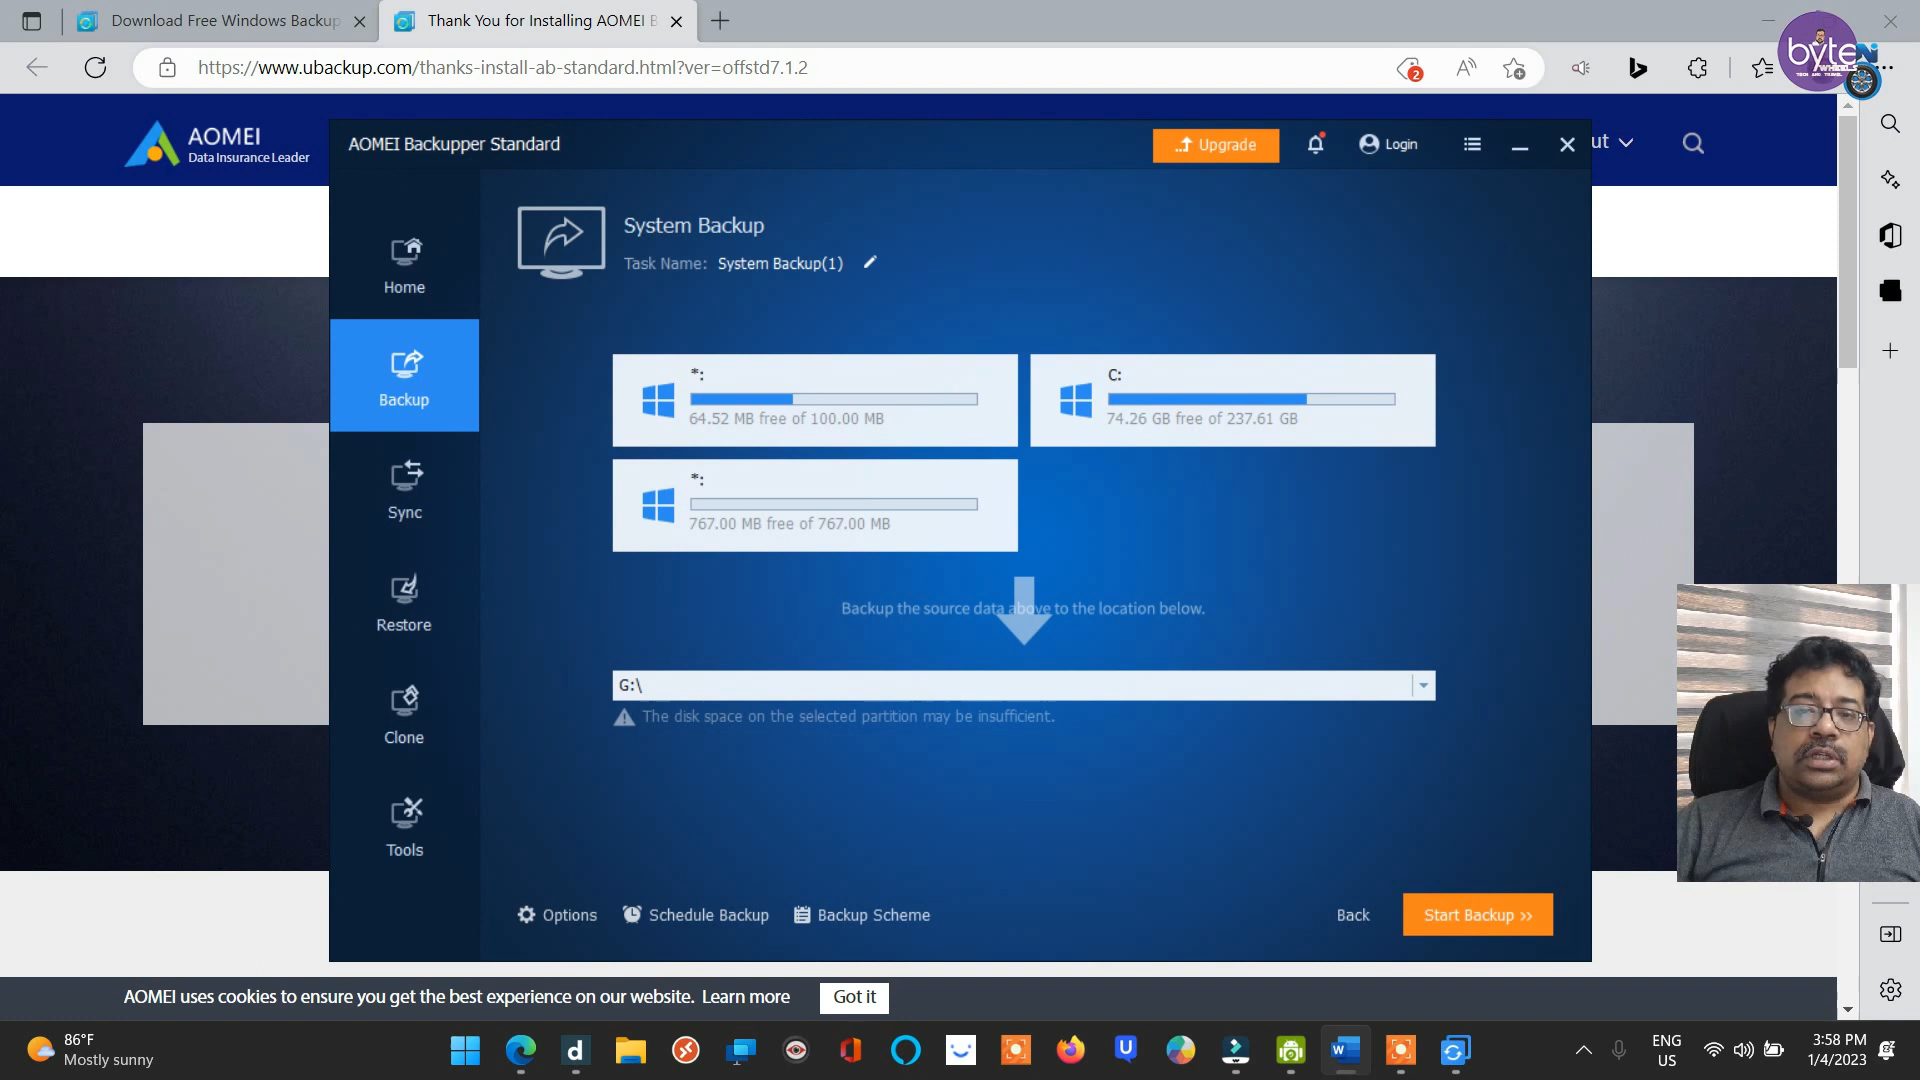 Download Free Windows Backup
Thank You for Installing AOMEI B
https://www.ubackup.com/thanks-install-ab-standard.html?ver=offstd7.1.2
2
byte
WHEELS
TECH AND TRAVEL
AOMEI
Data Insurance Leader
AOMEI Backupper Standard
Upgrade
Login
ut
System Backup
Task Name: System Backup(1)
Home
Backup
Sync
Restore
Clone
Tools
*:
64.52 MB free of 100.00 MB
C:
74.26 GB free of 237.61 GB
*:
767.00 MB free of 767.00 MB
Backup the source data above to the location below.
G:\
The disk space on the selected partition may be insufficient.
Options
Schedule Backup
Backup Scheme
Back
Start Backup >>
AOMEI uses cookies to ensure you get the best experience on our website. Learn more
Got it
86°F
Mostly sunny
ENG
US
3:58 PM
1/4/2023